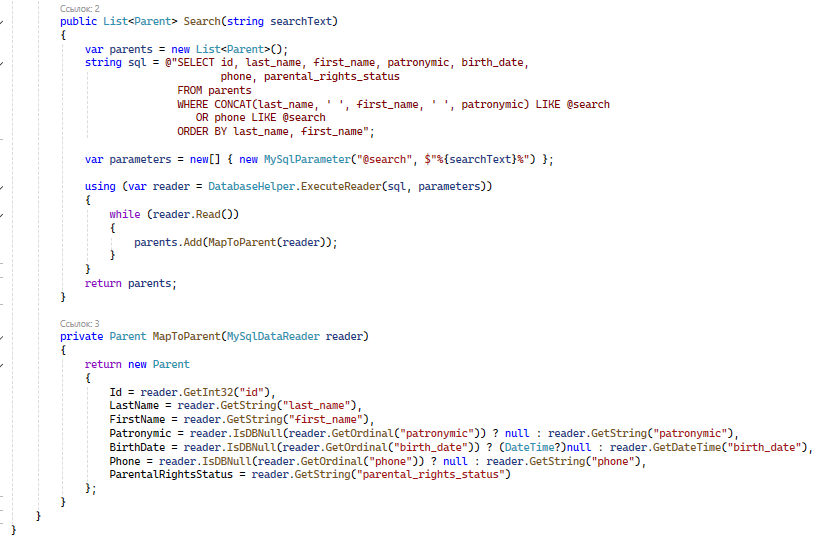 Ссылок: 2
public List<Parent> Search(string searchText)
{
    var parents = new List<Parent>();
    string sql = @"SELECT id, last_name, first_name, patronymic, birth_date,
                          phone, parental_rights_status
                   FROM parents
                   WHERE CONCAT(last_name, ' ', first_name, ' ', patronymic) LIKE @search
                      OR phone LIKE @search
                   ORDER BY last_name, first_name";
    var parameters = new[] { new MySqlParameter("@search", $"%{searchText}%") };
    using (var reader = DatabaseHelper.ExecuteReader(sql, parameters))
    {
        while (reader.Read())
        {
            parents.Add(MapToParent(reader));
        }
    }
    return parents;
}
Ссылок: 3
private Parent MapToParent(MySqlDataReader reader)
{
    return new Parent
    {
        Id = reader.GetInt32("id"),
        LastName = reader.GetString("last_name"),
        FirstName = reader.GetString("first_name"),
        Patronymic = reader.IsDBNull(reader.GetOrdinal("patronymic")) ? null : reader.GetString("patronymic"),
        BirthDate = reader.IsDBNull(reader.GetOrdinal("birth_date")) ? (DateTime?)null : reader.GetDateTime("birth_date"),
        Phone = reader.IsDBNull(reader.GetOrdinal("phone")) ? null : reader.GetString("phone"),
        ParentalRightsStatus = reader.GetString("parental_rights_status")
    };
}
}
}